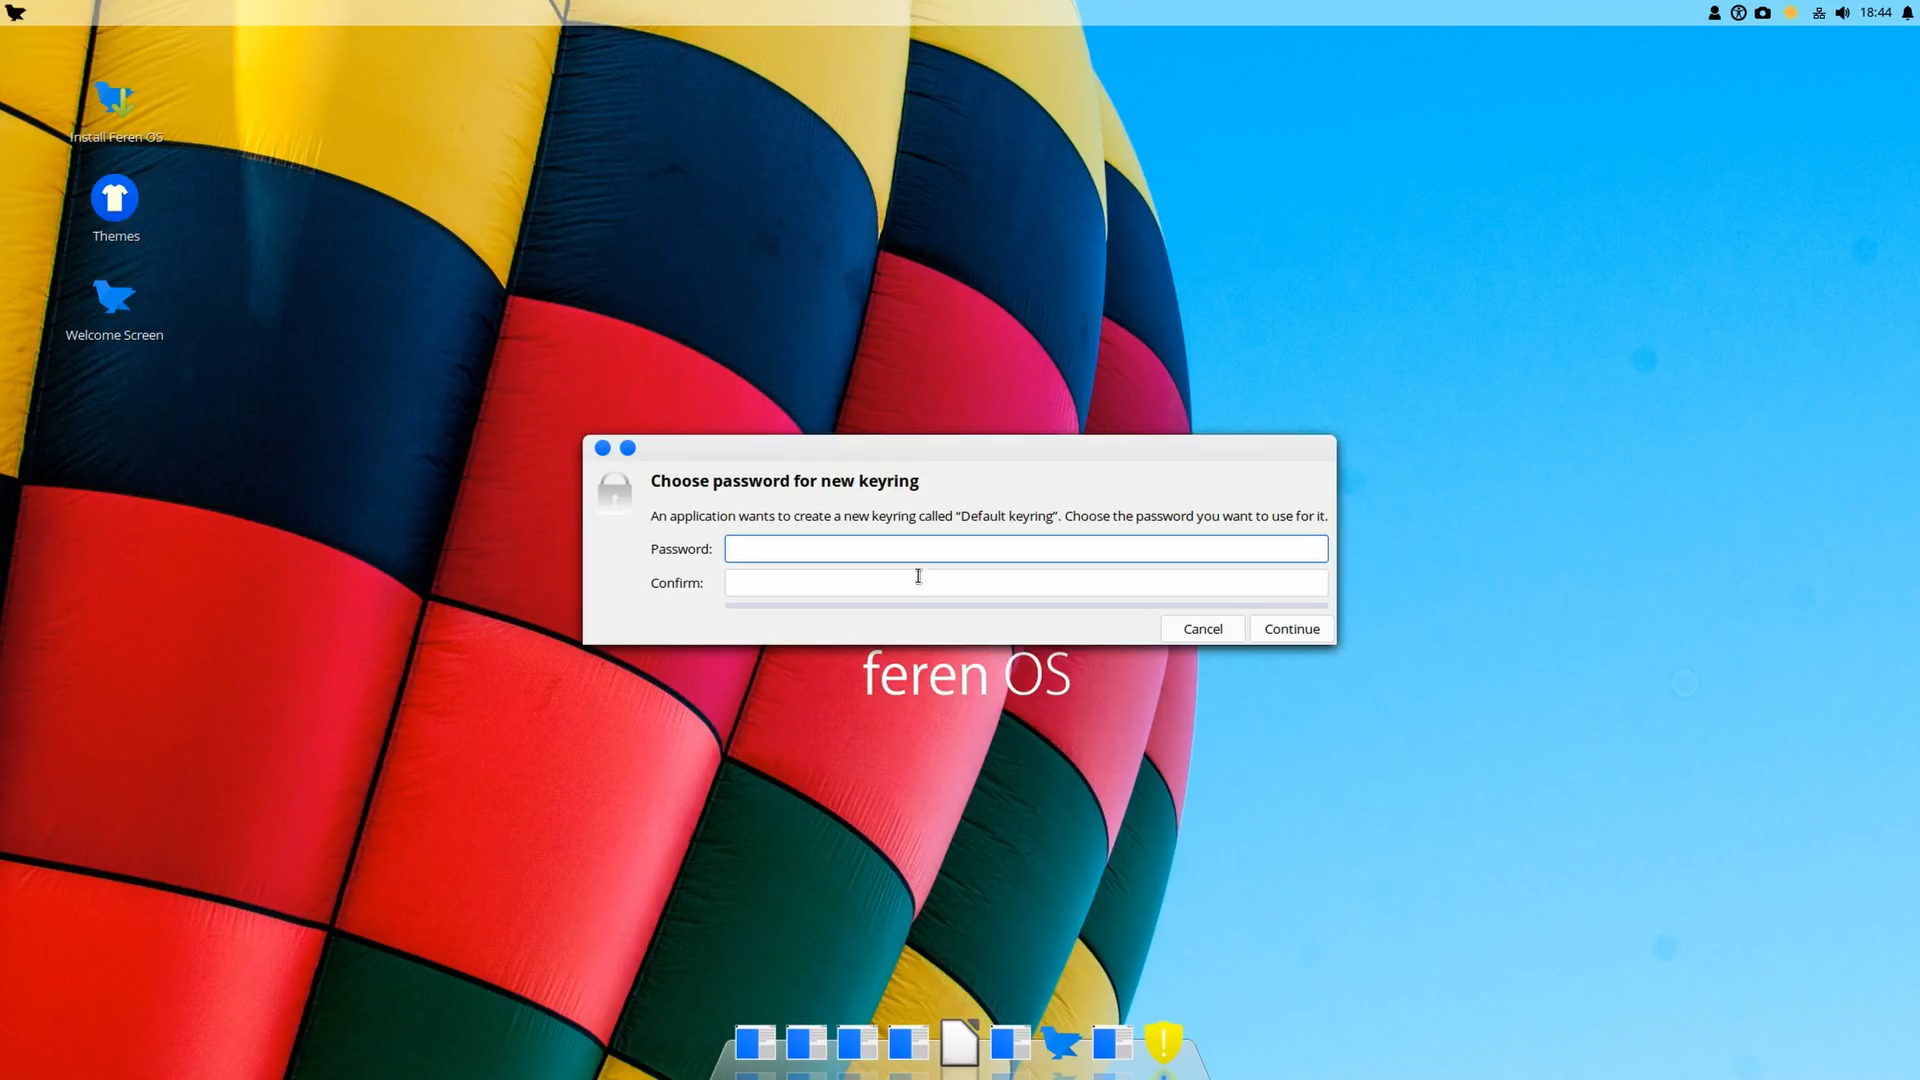 18:44
Install Feren OS
Themes
Welcome Screen
Choose password for new keyring
An application wants to create a new keyring called “Default keyring”. Choose the password you want to use for it.
Password:
Confirm:
Cancel
Continue
feren OS